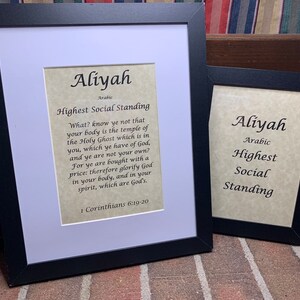 Aliyah
Arabic
Highest Social Standing
What? know ye not that
your body is the temple of
the Holy Ghost which is in
you, which ye have of God,
and ye are not your own?
For ye are bought with a
price: therefore glorify God
in your body, and in your
spirit, which are God's.
1 Corinthians 6:19-20
Aliyah
Arabic
Highest
Social
Standing